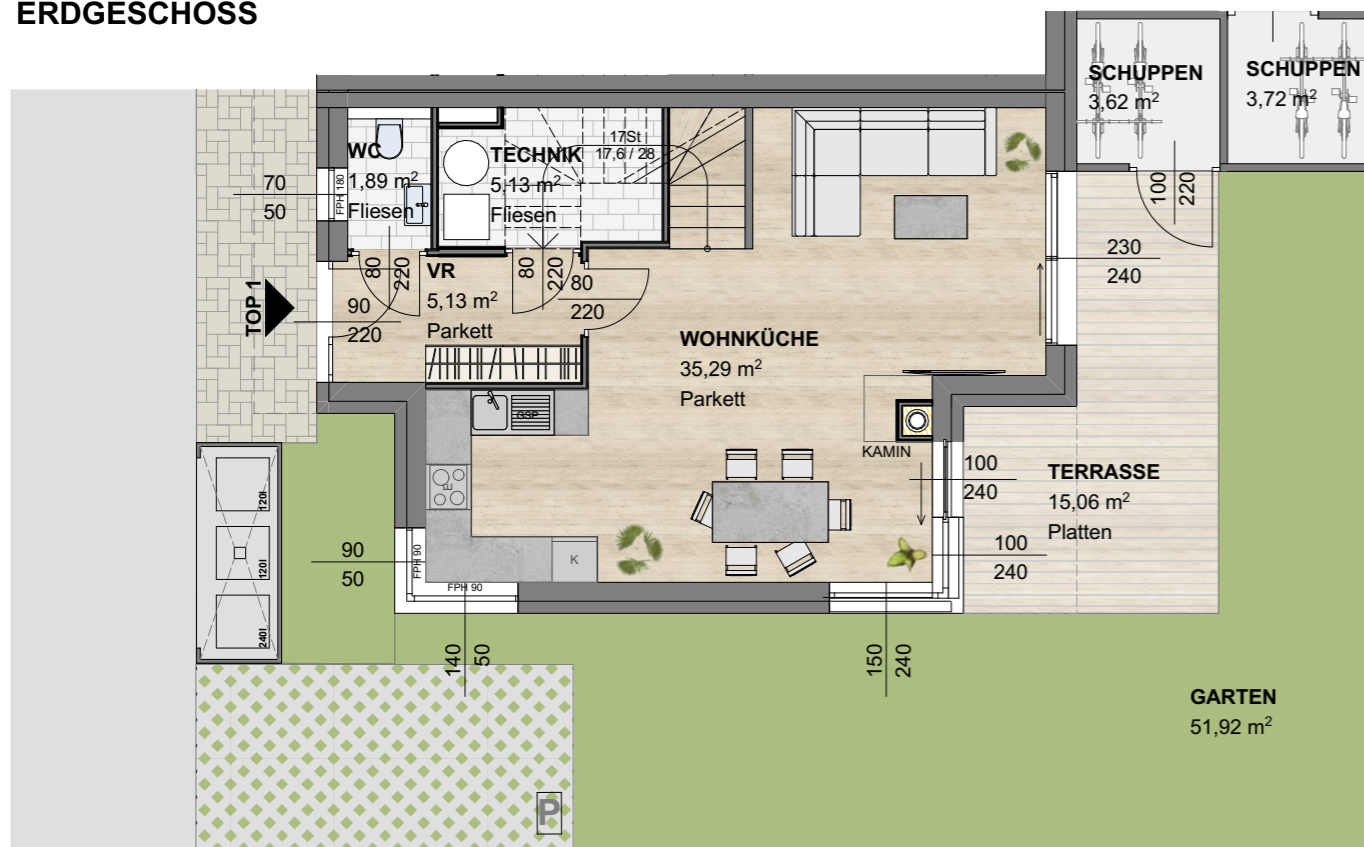 ERDGESCHOSS
SCHUPPEN
3,62 m²
SCHUPPEN
3,72 m²
WC
1,89 m²
Fliesen
TECHNIK
5,13 m²
Fliesen
17St
17,6 / 28
70
50
FPH 180
100
220
230
240
80
220
VR
5,13 m²
Parkett
80
220
80
220
TOP 1
90
220
WOHNKÜCHE
35,29 m²
Parkett
GSP
E
KAMIN
100
240
TERRASSE
15,06 m²
Platten
120l
120l
240l
90
50
FPH 90
FPH 90
K
100
240
140
50
150
240
GARTEN
51,92 m²
P